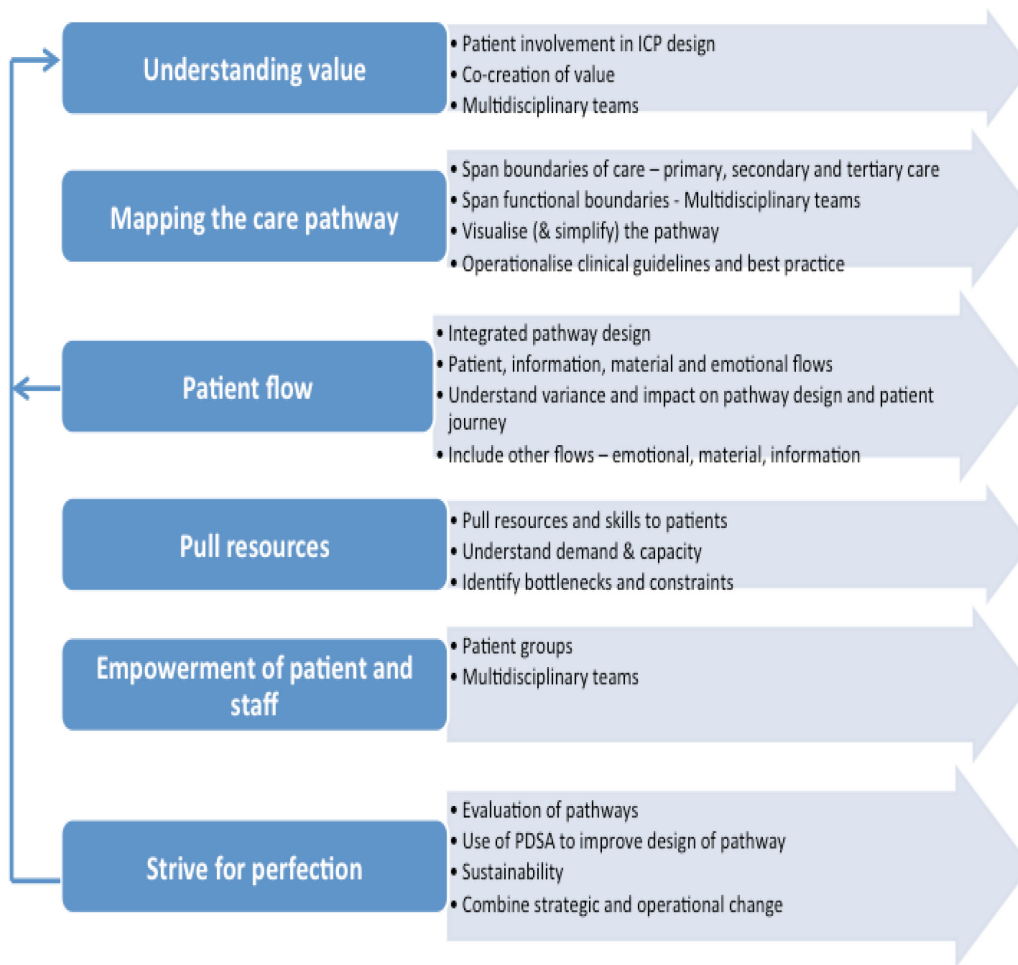 Understanding value
• Patient involvement in ICP design
• Co-creation of value
• Multidisciplinary teams
Mapping the care pathway
• Span boundaries of care – primary, secondary and tertiary care
• Span functional boundaries - Multidisciplinary teams
• Visualise (& simplify) the pathway
• Operationalise clinical guidelines and best practice
Patient flow
• Integrated pathway design
• Patient, information, material and emotional flows
• Understand variance and impact on pathway design and patient
journey
• Include other flows – emotional, material, information
Pull resources
• Pull resources and skills to patients
• Understand demand & capacity
• Identify bottlenecks and constraints
Empowerment of patient and
staff
• Patient groups
• Multidisciplinary teams
Strive for perfection
• Evaluation of pathways
• Use of PDSA to improve design of pathway
• Sustainability
• Combine strategic and operational change